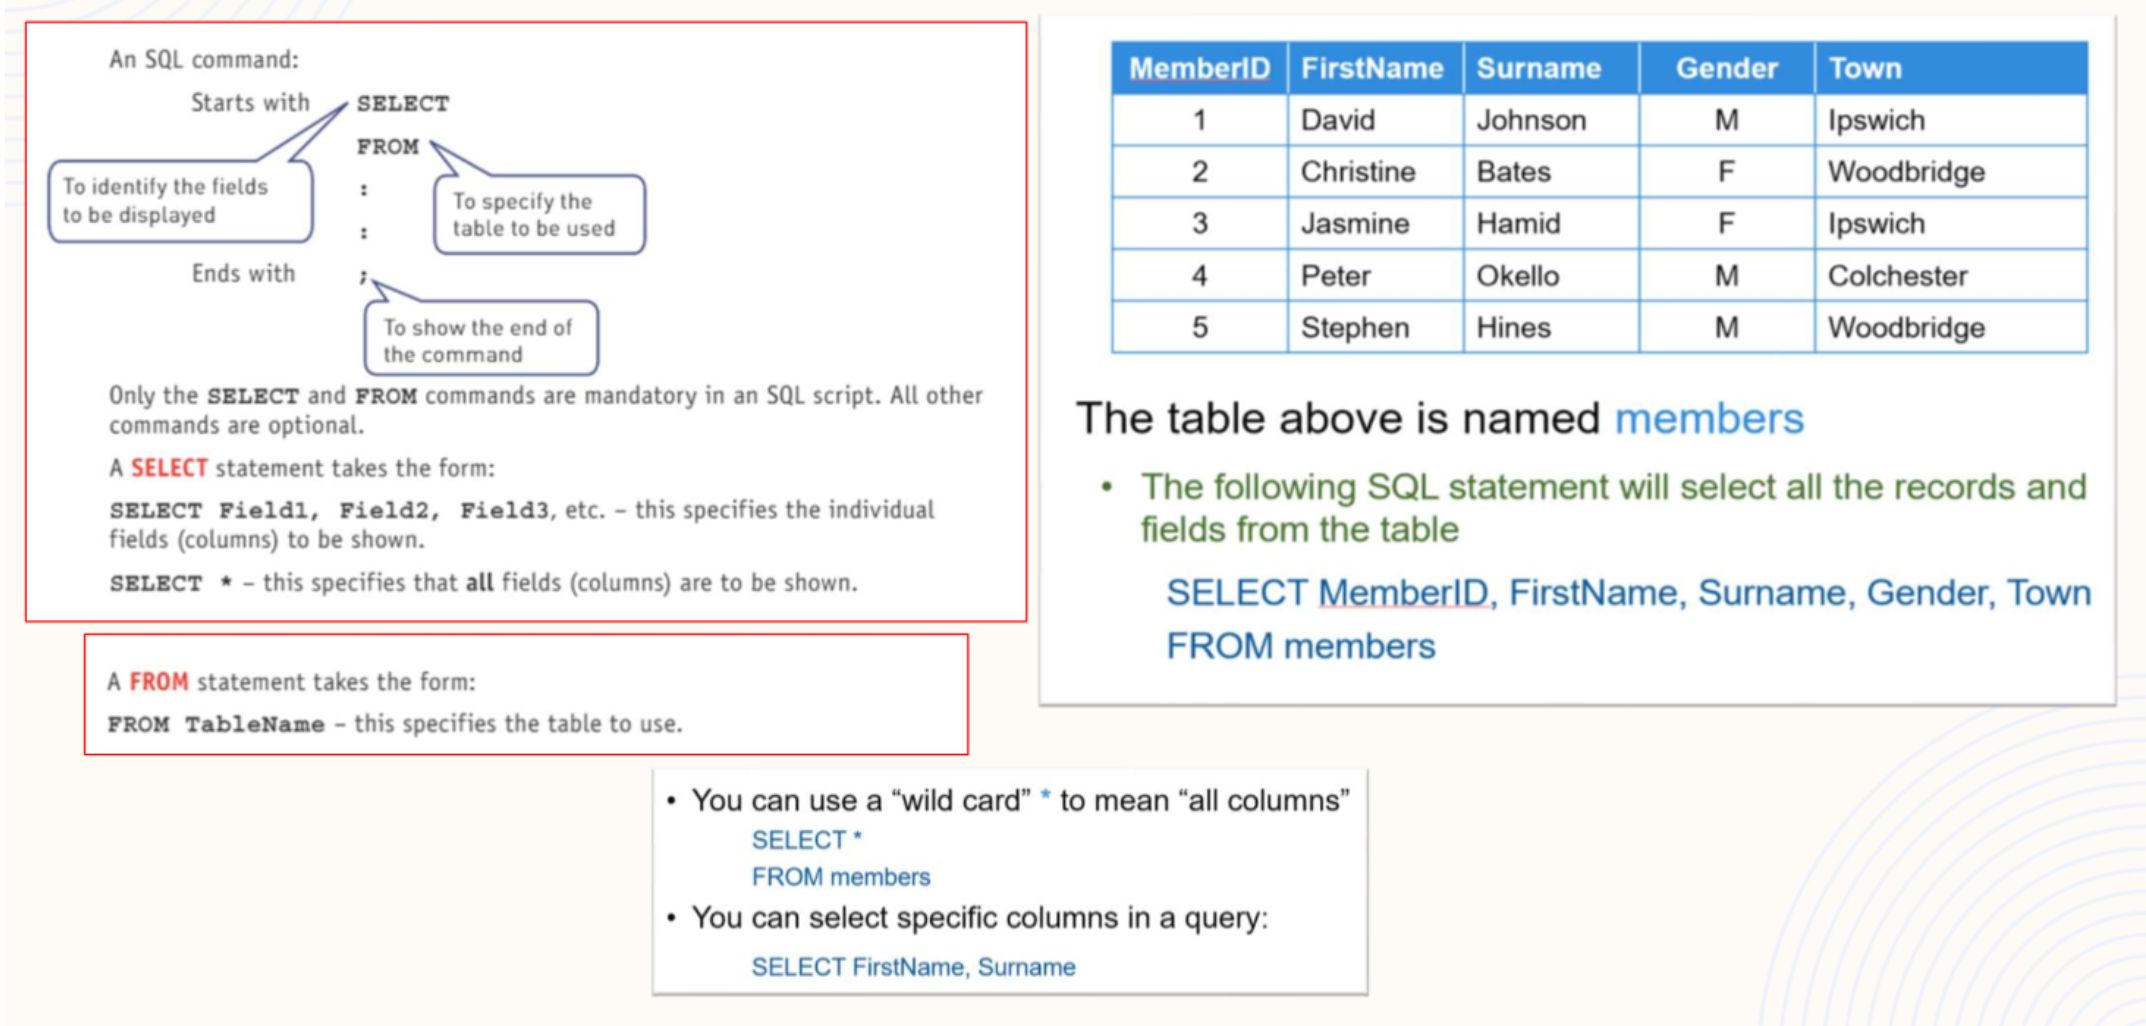 An SQL command:
Starts with SELECT
FROM
To identify the fields
to be displayed
:
:
To specify the
table to be used
Ends with ;
To show the end of
the command
Only the SELECT and FROM commands are mandatory in an SQL script. All other
commands are optional.
A SELECT statement takes the form:
SELECT Field1, Field2, Field3, etc. – this specifies the individual
fields (columns) to be shown.
SELECT * – this specifies that all fields (columns) are to be shown.
A FROM statement takes the form:
FROM TableName – this specifies the table to use.
MemberID FirstName Surname Gender Town
1 David Johnson M Ipswich
2 Christine Bates F Woodbridge
3 Jasmine Hamid F Ipswich
4 Peter Okello M Colchester
5 Stephen Hines M Woodbridge
The table above is named members
• The following SQL statement will select all the records and
fields from the table
SELECT MemberID, FirstName, Surname, Gender, Town
FROM members
• You can use a “wild card” * to mean “all columns”
SELECT *
FROM members
• You can select specific columns in a query:
SELECT FirstName, Surname